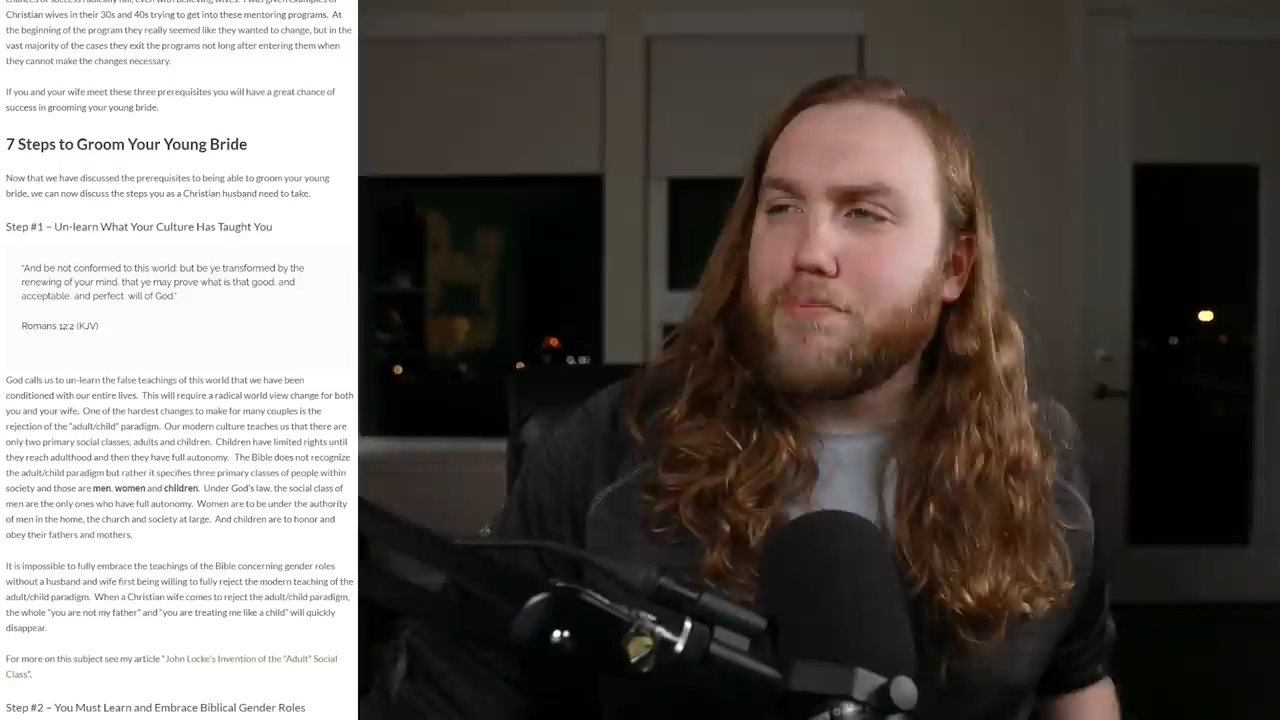 chances of success radically fall, even with believing wives. I was given examples of
Christian wives in their 30s and 40s trying to get into these mentoring programs. At
the beginning of the program they really seemed like they wanted to change, but in the
vast majority of the cases they exit the programs not long after entering them when
they cannot make the changes necessary.
If you and your wife meet these three prerequisites you will have a great chance of
success in grooming your young bride.
7 Steps to Groom Your Young Bride
Now that we have discussed the prerequisites to being able to groom your young
bride, we can now discuss the steps you as a Christian husband need to take.
Step #1 – Un-learn What Your Culture Has Taught You
"And be not conformed to this world: but be ye transformed by the
renewing of your mind, that ye may prove what is that good, and
acceptable, and perfect, will of God."
Romans 12:2 (KJV)
God calls us to un-learn the false teachings of this world that we have been
conditioned with our entire lives. This will require a radical world view change for both
you and your wife. One of the hardest changes to make for many couples is the
rejection of the "adult/child" paradigm. Our modern culture teaches us that there are
only two primary social classes, adults and children. Children have limited rights until
they reach adulthood and then they have full autonomy. The Bible does not recognize
the adult/child paradigm but rather it specifies three primary classes of people within
society and those are men, women and children. Under God's law, the social class of
men are the only ones who have full autonomy. Women are to be under the authority
of men in the home, the church and society at large. And children are to honor and
obey their fathers and mothers.
It is impossible to fully embrace the teachings of the Bible concerning gender roles
without a husband and wife first being willing to fully reject the modern teaching of the
adult/child paradigm. When a Christian wife comes to reject the adult/child paradigm,
the whole "you are not my father" and "you are treating me like a child" will quickly
disappear.
For more on this subject see my article "John Locke's Invention of the "Adult" Social
Class".
Step #2 – You Must Learn and Embrace Biblical Gender Roles